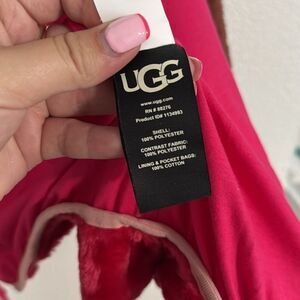 UGG
www.ugg.com
RN # 88276
Product ID# 1134983
SHELL:
100% POLYESTER
CONTRAST FABRIC:
100% POLYESTER
LINING & POCKET BAGS:
100% COTTON